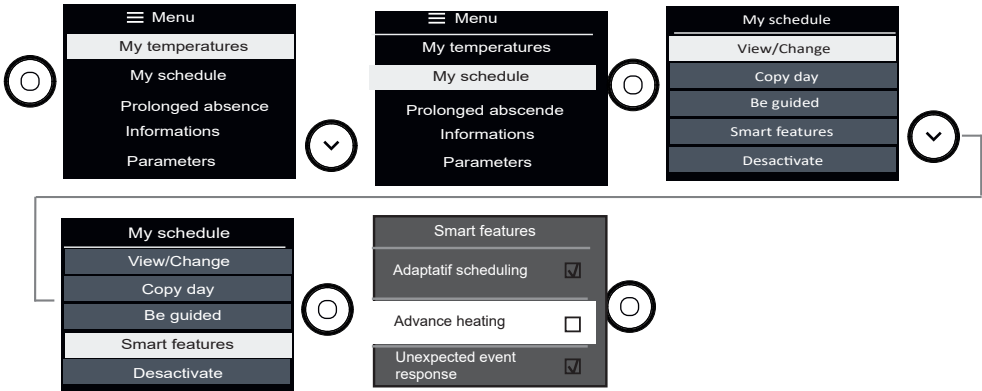 Menu
My temperatures
My schedule
Prolonged absence
Informations
Parameters
Menu
My temperatures
My schedule
Prolonged abscende
Informations
Parameters
My schedule
View/Change
Copy day
Be guided
Smart features
Desactivate
My schedule
View/Change
Copy day
Be guided
Smart features
Desactivate
Smart features
Adaptatif scheduling
Advance heating
Unexpected event
response